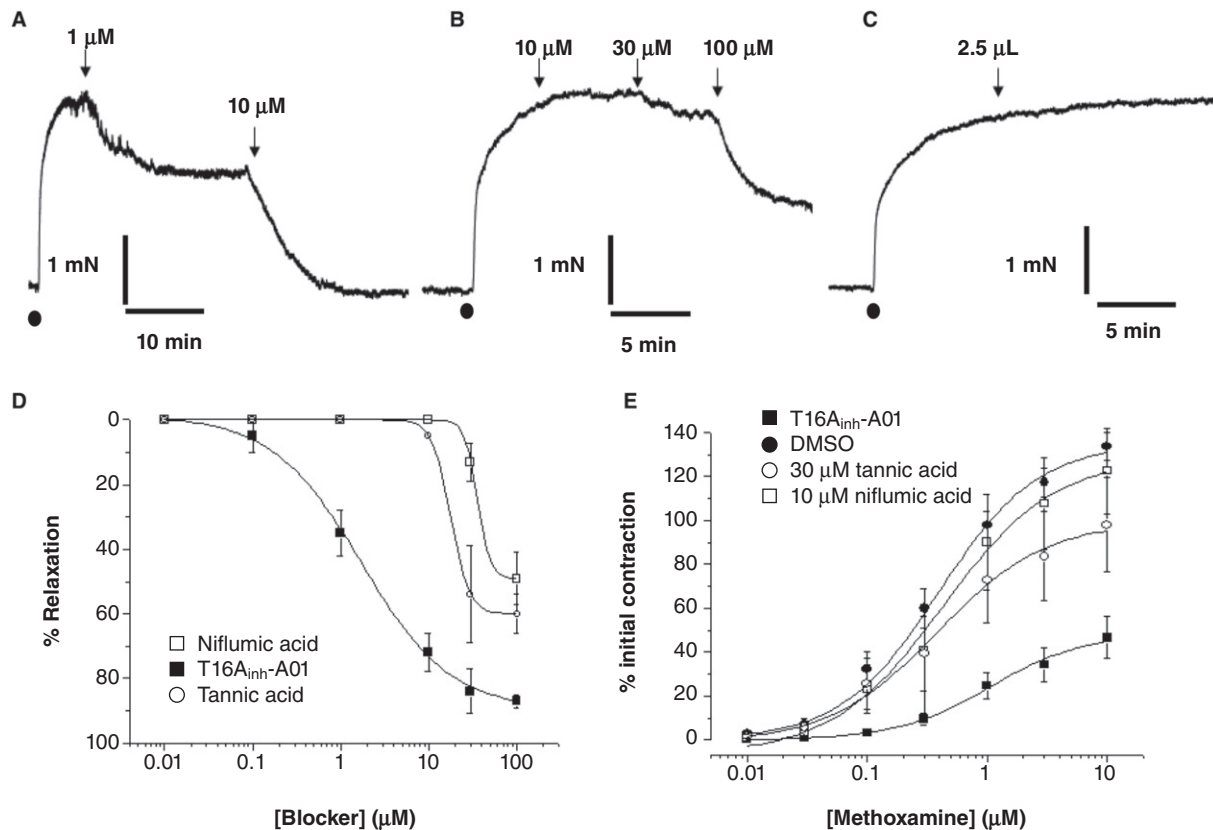 A
1 μM
10 μM
1 mN
10 min
B
10 μM
30 μM
100 μM
1 mN
5 min
C
2.5 μL
1 mN
5 min
D
0
20
40
60
80
100
% Relaxation
Niflumic acid
T16Ainh-A01
Tannic acid
0.01
0.1
1
10
100
[Blocker] (μM)
E
T16Ainh-A01
DMSO
30 μM tannic acid
10 μM niflumic acid
140
120
100
80
60
40
20
0
% initial contraction
0.01
0.1
1
10
[Methoxamine] (μM)